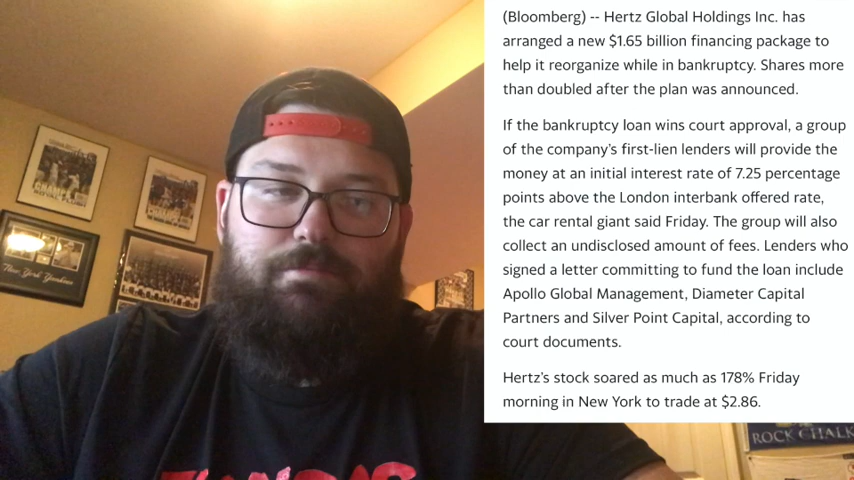 (Bloomberg) -- Hertz Global Holdings Inc. has
arranged a new $1.65 billion financing package to
help it reorganize while in bankruptcy. Shares more
than doubled after the plan was announced.
If the bankruptcy loan wins court approval, a group
of the company's first-lien lenders will provide the
money at an initial interest rate of 7.25 percentage
points above the London interbank offered rate,
the car rental giant said Friday. The group will also
collect an undisclosed amount of fees. Lenders who
signed a letter committing to fund the loan include
Apollo Global Management, Diameter Capital
Partners and Silver Point Capital, according to
court documents.
Hertz's stock soared as much as 178% Friday
morning in New York to trade at $2.86.
New York Yankees
ROCK CHALK